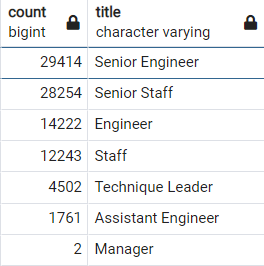 count title
bigint character varying
29414 Senior Engineer
28254 Senior Staff
14222 Engineer
12243 Staff
4502 Technique Leader
1761 Assistant Engineer
2 Manager